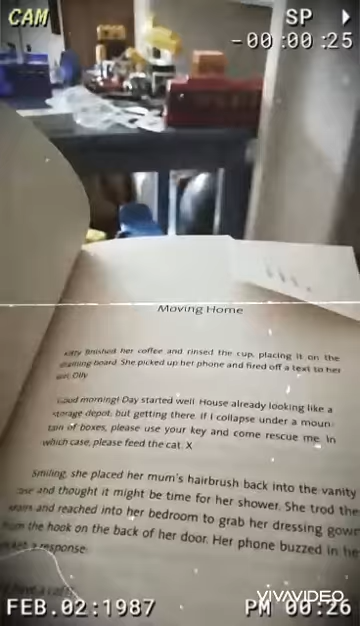 CAM
SP
-00:00:25
Moving Home
Kitty finished her coffee and rinsed the cup, placing it on the
draining board. She picked up her phone and fired off a text to her
Olly
Good morning! Day started well. House already looking like a
storage depot, but getting there. If I collapse under a moun-
tain of boxes, please use your key and come rescue me. In
which case, please feed the cat. X
Smiling, she placed her mum's hairbrush back into the vanity
case and thought it might be time for her shower. She trod the
stairs and reached into her bedroom to grab her dressing gown
from the hook on the back of her door. Her phone buzzed in he
a response
have a
VIVAVIDEO
FEB.02:1987
PM 00:26